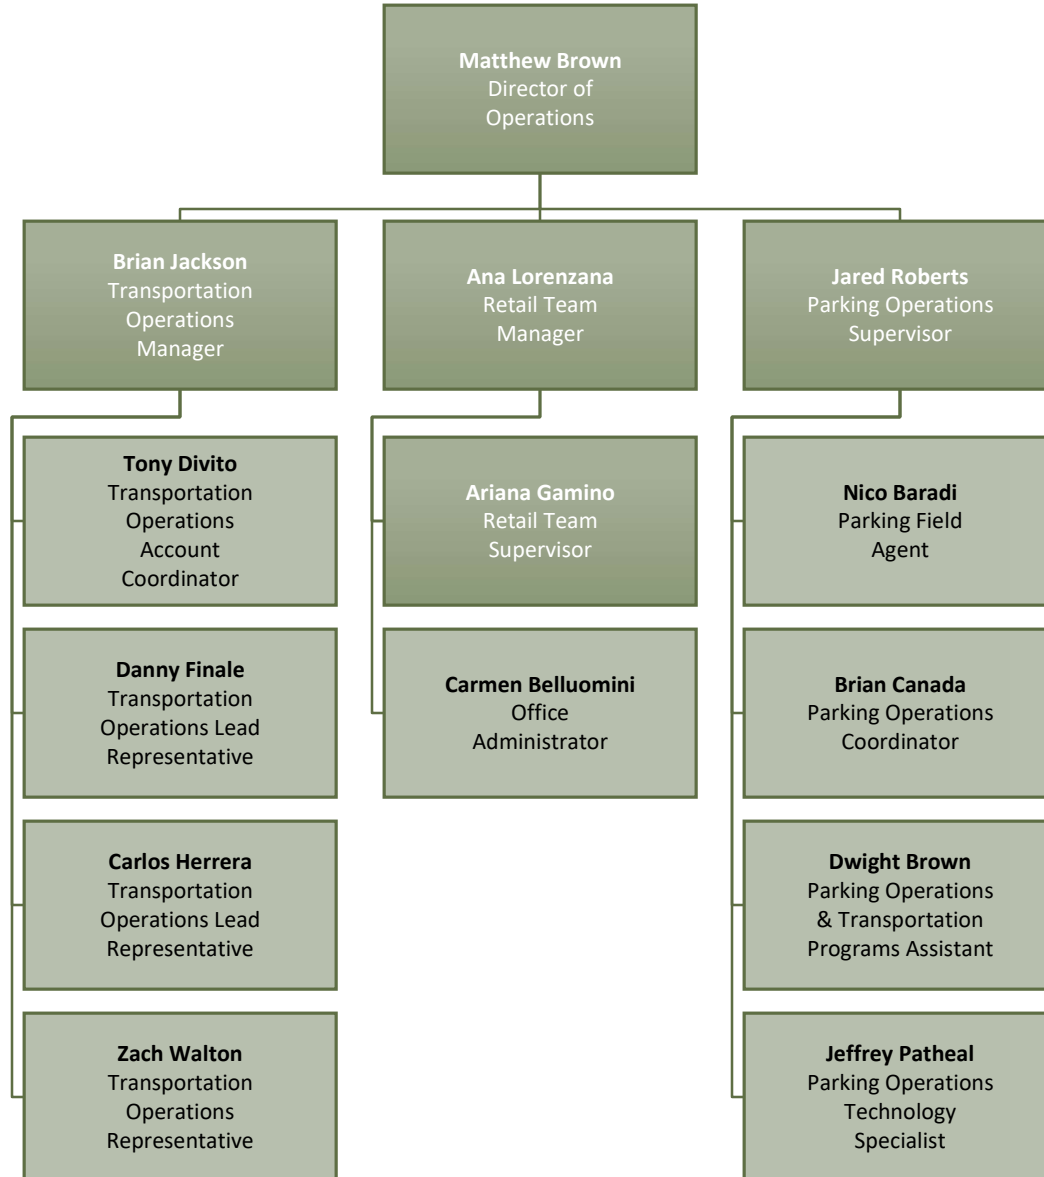 Matthew Brown
Director of
Operations
Brian Jackson
Transportation
Operations
Manager
Ana Lorenzana
Retail Team
Manager
Jared Roberts
Parking Operations
Supervisor
Tony Divito
Transportation
Operations
Account
Coordinator
Ariana Gamino
Retail Team
Supervisor
Nico Baradi
Parking Field
Agent
Danny Finale
Transportation
Operations Lead
Representative
Carmen Belluomini
Office
Administrator
Brian Canada
Parking Operations
Coordinator
Carlos Herrera
Transportation
Operations Lead
Representative
Dwight Brown
Parking Operations
& Transportation
Programs Assistant
Zach Walton
Transportation
Operations
Representative
Jeffrey Patheal
Parking Operations
Technology
Specialist